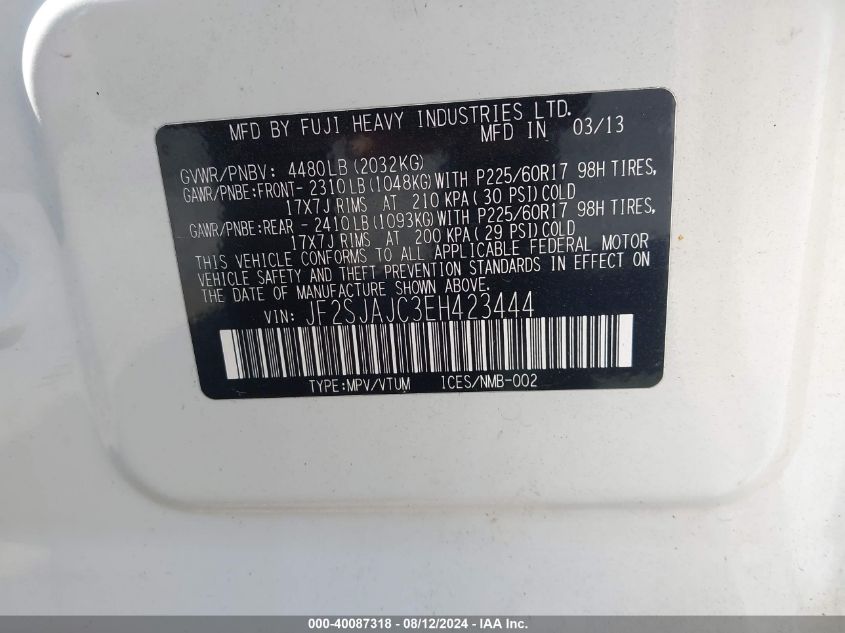 MFD BY FUJI HEAVY INDUSTRIES LTD.
MFD IN 03/13
GVWR/PNBV: 4480LB(2032KG)
GAWR/PNBE:FRONT- 2310LB(1048KG)WITH P225/60R17 98H TIRES,
17X7J RIMS AT 210 KPA( 30 PSI)COLD
GAWR/PNBE:REAR - 2410LB(1093KG)WITH P225/60R17 98H TIRES,
17X7J RIMS AT 200 KPA( 29 PSI)COLD
THIS VEHICLE CONFORMS TO ALL APPLICABLE FEDERAL MOTOR
VEHICLE SAFETY AND THEFT PREVENTION STANDARDS IN EFFECT ON
THE DATE OF MANUFACTURE SHOWN ABOVE.
VIN: JF2SJAJC3EH423444
TYPE:MPV/VTUM ICES/NMB-002
000-40087318 - 08/12/2024 - IAA Inc.